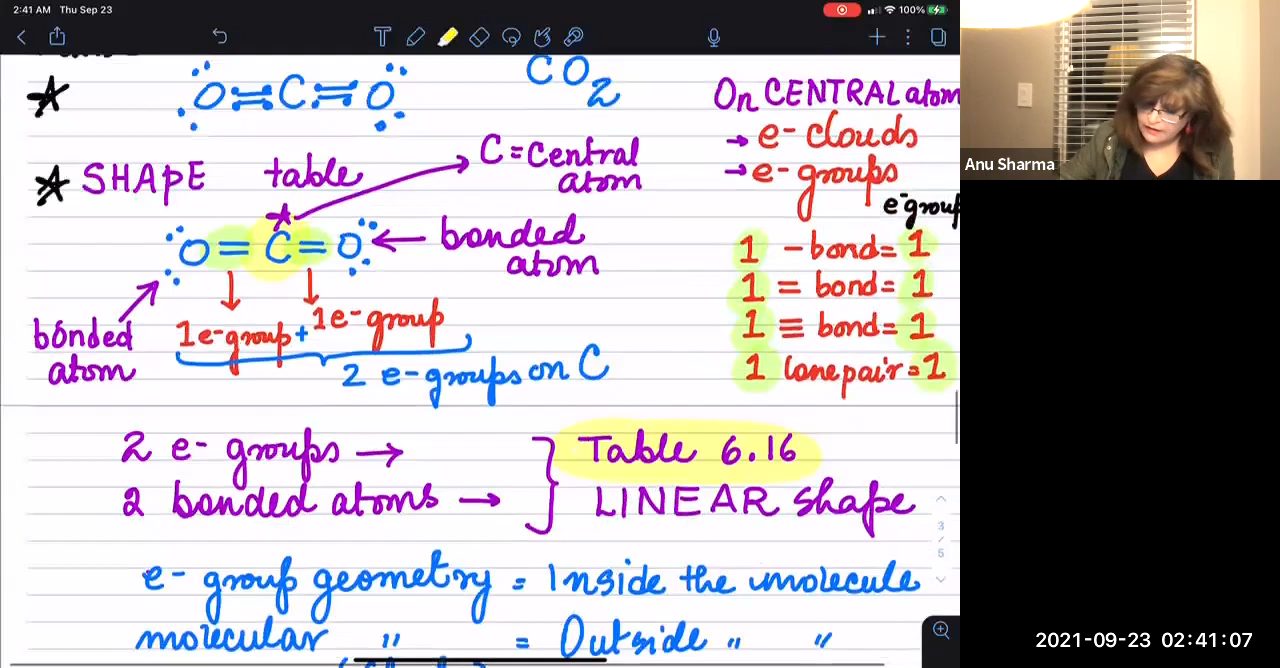 2:41 AM Thu Sep 23
100%
T
O=C=O
CO2
On CENTRAL atom
→ e- clouds
→ e- groups
e- group
★ SHAPE table
C = Central atom
O = C = O
bonded atom
bonded atom
1 e- group + 1 e- group
2 e- groups on C
1 - bond = 1
1 = bond = 1
1 ≡ bond = 1
1 lone pair = 1
2 e- groups →
2 bonded atoms →
Table 6.16
LINEAR shape
3
/
5
e- group geometry = Inside the molecule
molecular " = Outside " "
Anu Sharma
2021-09-23 02:41:07